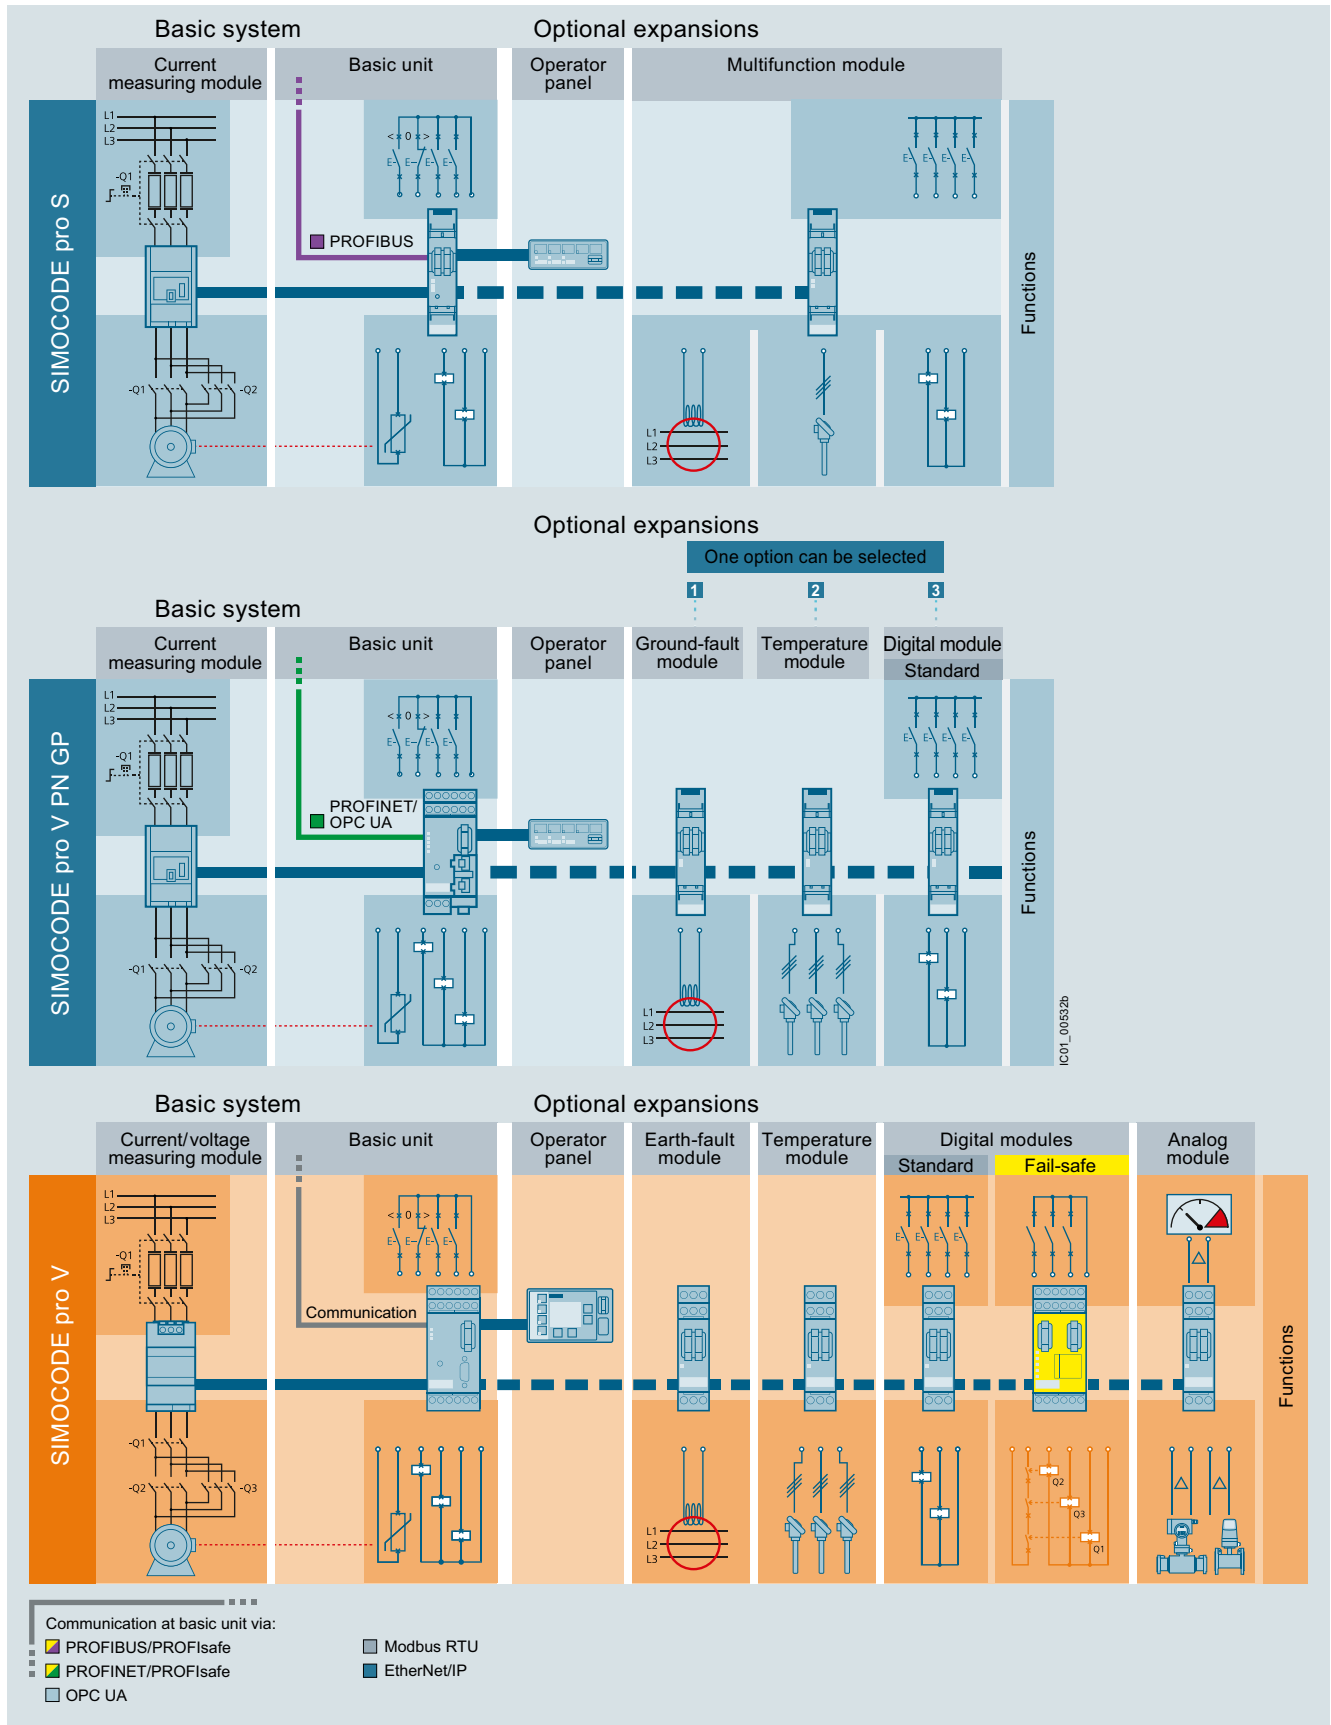 Basic system
Optional expansions
Current
measuring module
Basic unit
Operator
panel
Multifunction module
SIMOCODE pro S
L1
L2
L3
-Q1
< 0 >
E- E- E- E-
E- E- E- E-
PROFIBUS
Functions
-Q1
-Q2
L1
L2
L3
Optional expansions
One option can be selected
1
2
3
Basic system
Current
measuring module
Basic unit
Operator
panel
Ground-fault
module
Temperature
module
Digital module
Standard
SIMOCODE pro V PN GP
L1
L2
L3
-Q1
< 0 >
E- E- E- E-
E- E- E- E-
PROFINET/
OPC UA
Functions
-Q1
-Q2
L1
L2
L3
IC01_00532b
Basic system
Optional expansions
Current/voltage
measuring module
Basic unit
Operator
panel
Earth-fault
module
Temperature
module
Digital modules
Standard
Fail-safe
Analog
module
SIMOCODE pro V
L1
L2
L3
-Q1
< 0 >
E- E- E- E-
E- E- E- E-
Communication
Functions
-Q1
-Q2
-Q3
L1
L2
L3
Q2
Q3
Q1
Communication at basic unit via:
PROFIBUS/PROFIsafe
PROFINET/PROFIsafe
OPC UA
Modbus RTU
EtherNet/IP